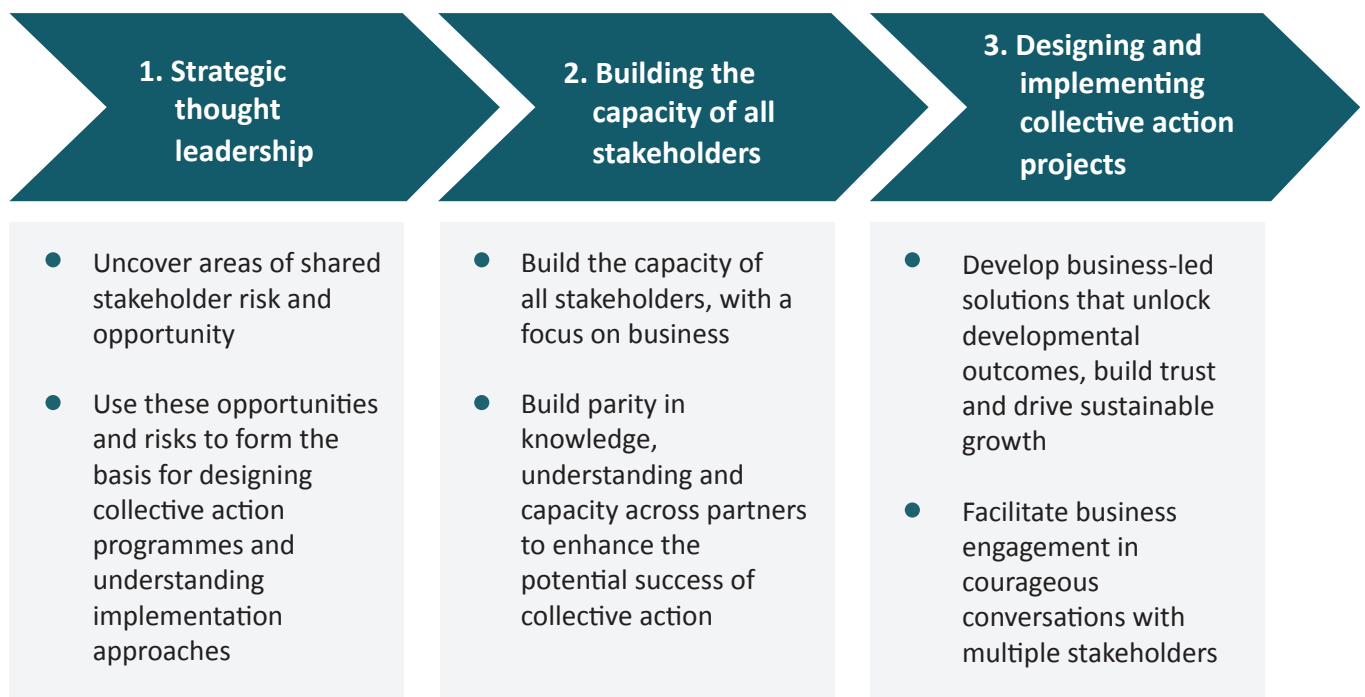 1. Strategic
thought
leadership
2. Building the
capacity of all
stakeholders
3. Designing and
implementing
collective action
projects
● Uncover areas of shared
stakeholder risk and
opportunity
● Use these opportunities
and risks to form the
basis for designing
collective action
programmes and
understanding
implementation
approaches
● Build the capacity of
all stakeholders, with a
focus on business
● Build parity in
knowledge,
understanding and
capacity across partners
to enhance the
potential success of
collective action
● Develop business-led
solutions that unlock
developmental
outcomes, build trust
and drive sustainable
growth
● Facilitate business
engagement in
courageous
conversations with
multiple stakeholders